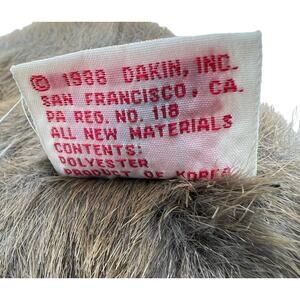 © 1988 DAKIN, INC.
SAN FRANCISCO, CA.
PA REG. NO. 118
ALL NEW MATERIALS
CONTENTS:
POLYESTER
PRODUCT OF KOREA